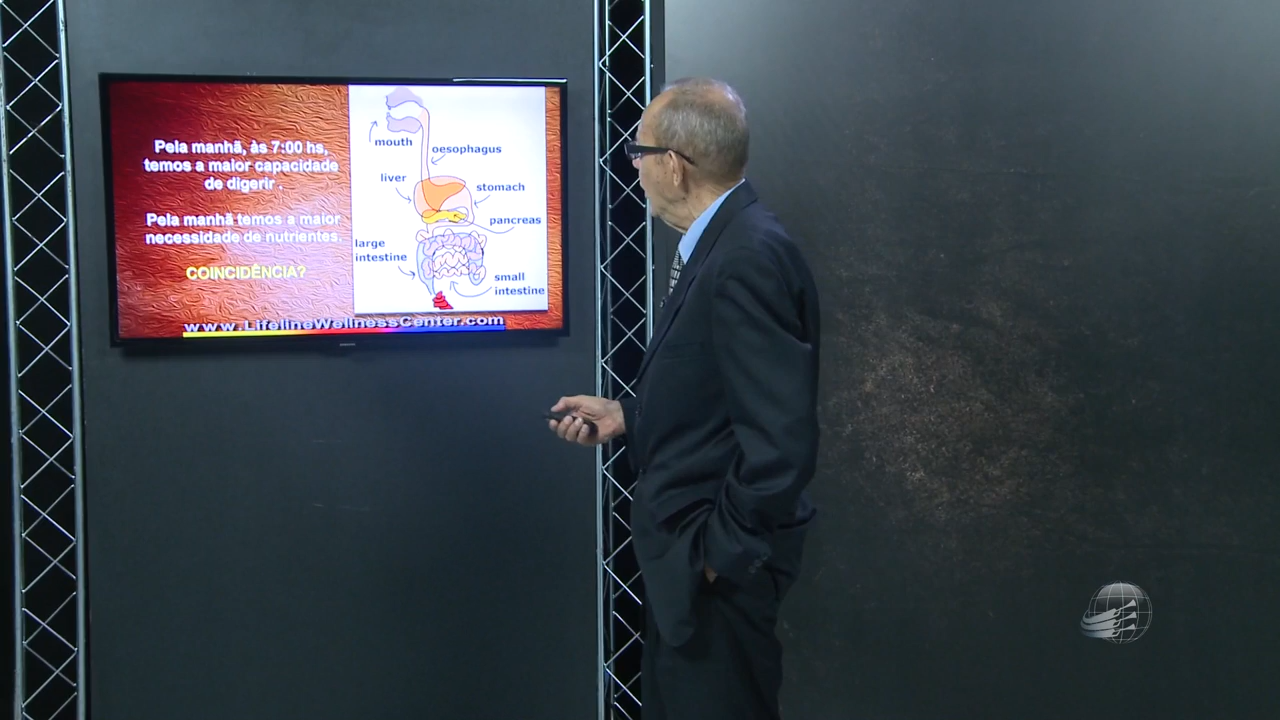 Pela manhã, às 7:00 hs,
temos a maior capacidade
de digerir .
Pela manhã temos a maior
necessidade de nutrientes.
COINCIDÊNCIA?
mouth
oesophagus
liver
stomach
pancreas
large
intestine
small
intestine
www.LifelineWellnessCenter.com